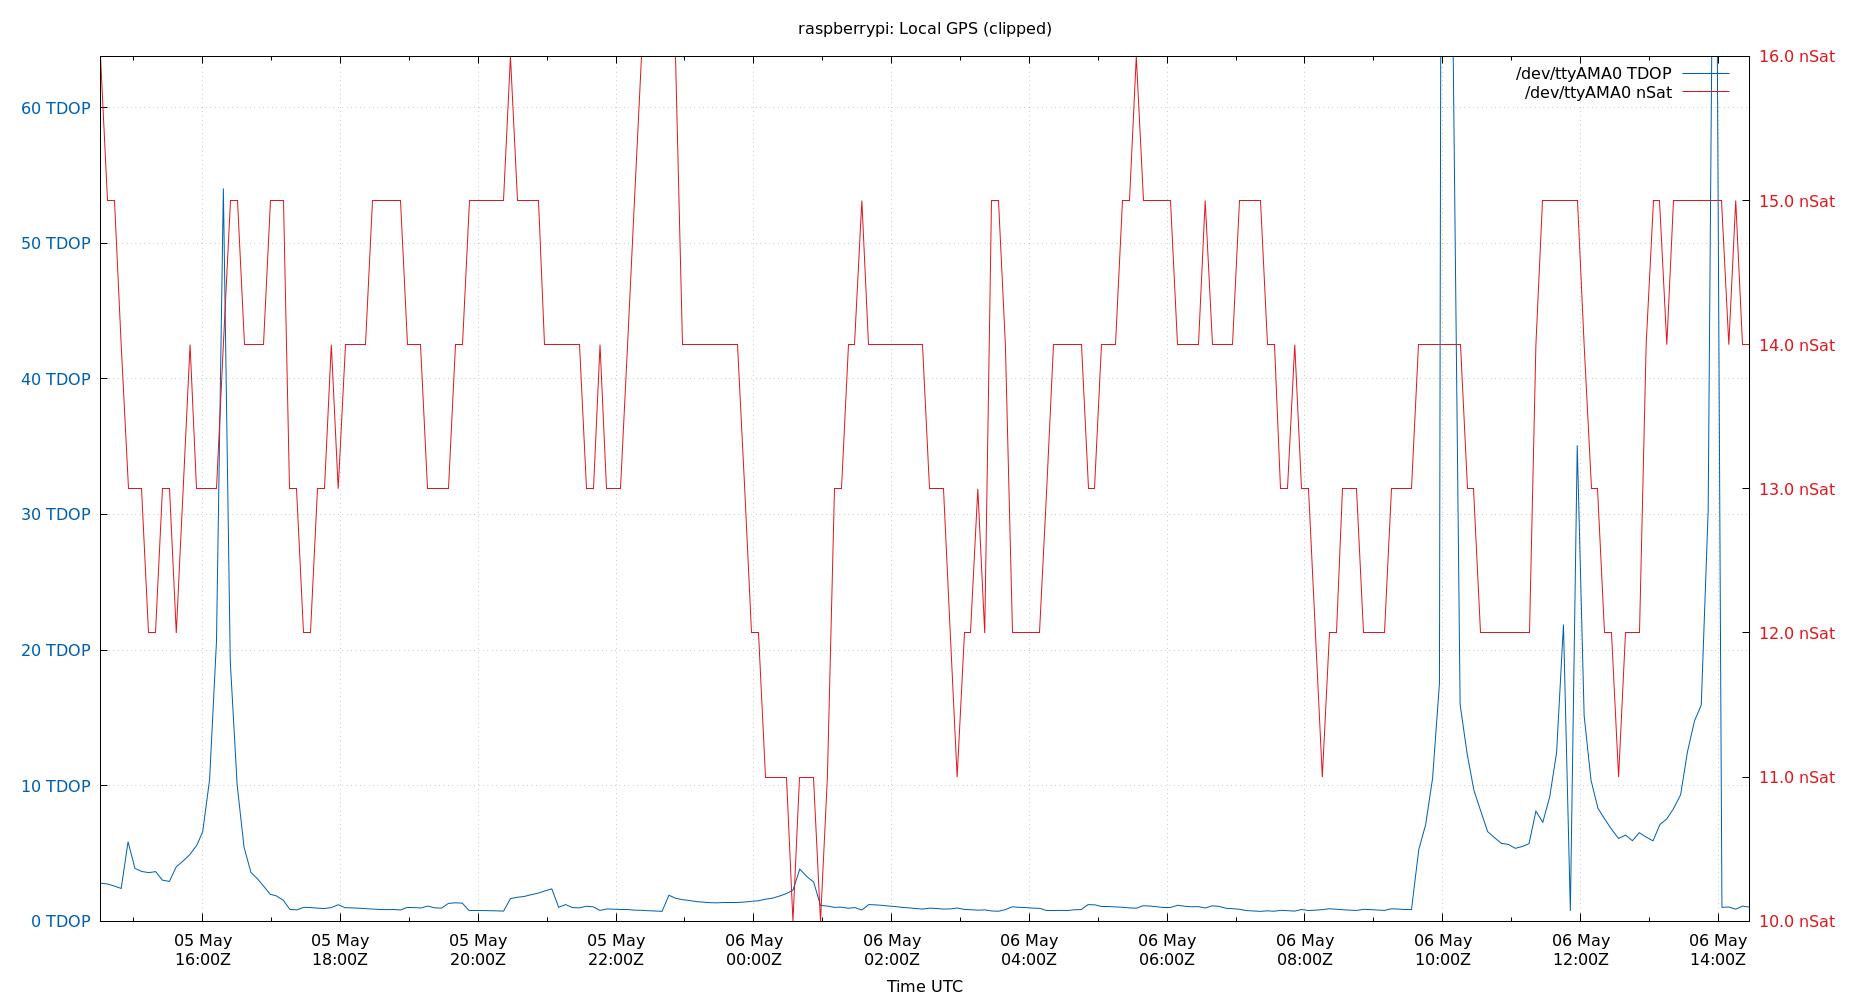 raspberrypi: Local GPS (clipped)
/dev/ttyAMA0 TDOP
/dev/ttyAMA0 nSat
60 TDOP
50 TDOP
40 TDOP
30 TDOP
20 TDOP
10 TDOP
0 TDOP
16.0 nSat
15.0 nSat
14.0 nSat
13.0 nSat
12.0 nSat
11.0 nSat
10.0 nSat
05 May
16:00Z
05 May
18:00Z
05 May
20:00Z
05 May
22:00Z
06 May
00:00Z
06 May
02:00Z
06 May
04:00Z
06 May
06:00Z
06 May
08:00Z
06 May
10:00Z
06 May
12:00Z
06 May
14:00Z
Time UTC